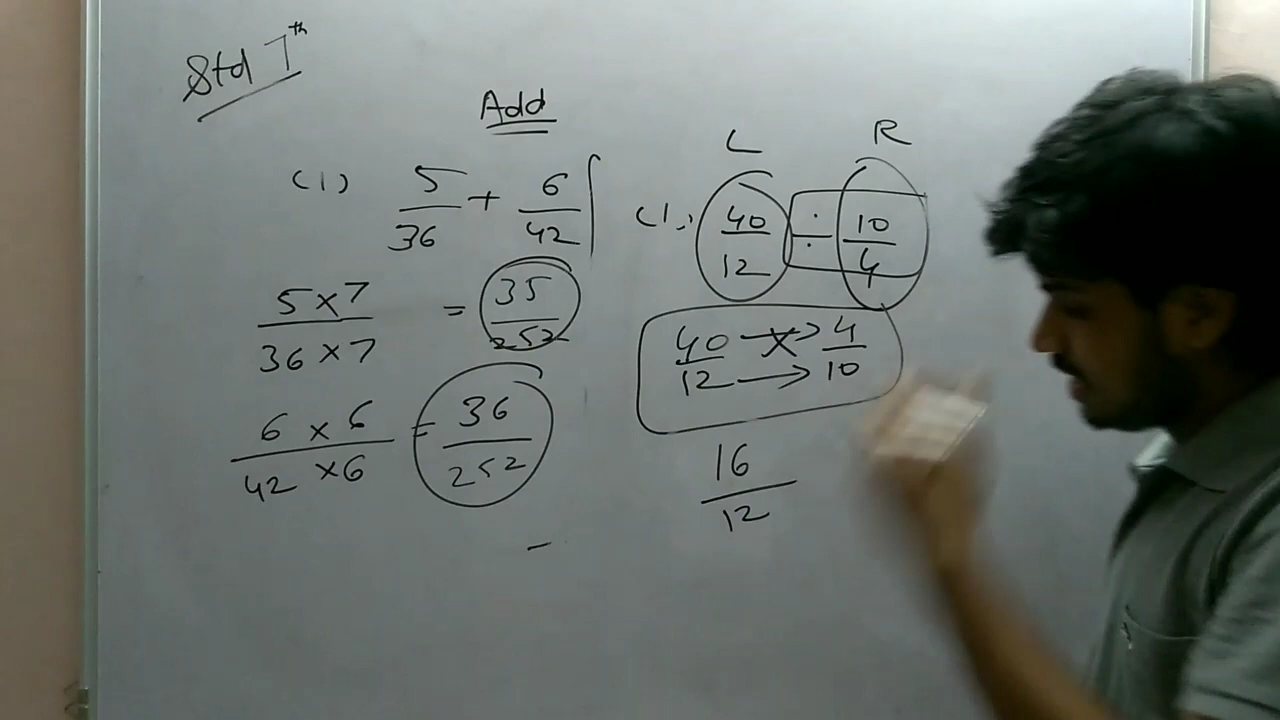 Std 7th
Add
(1) 5/36 + 6/42
5 x 7 / 36 x 7 = 35/252
6 x 6 / 42 x 6 = 36/252
-
L R
(1.) 40/12 ÷ 10/4
40/12 x 4/10
16/12